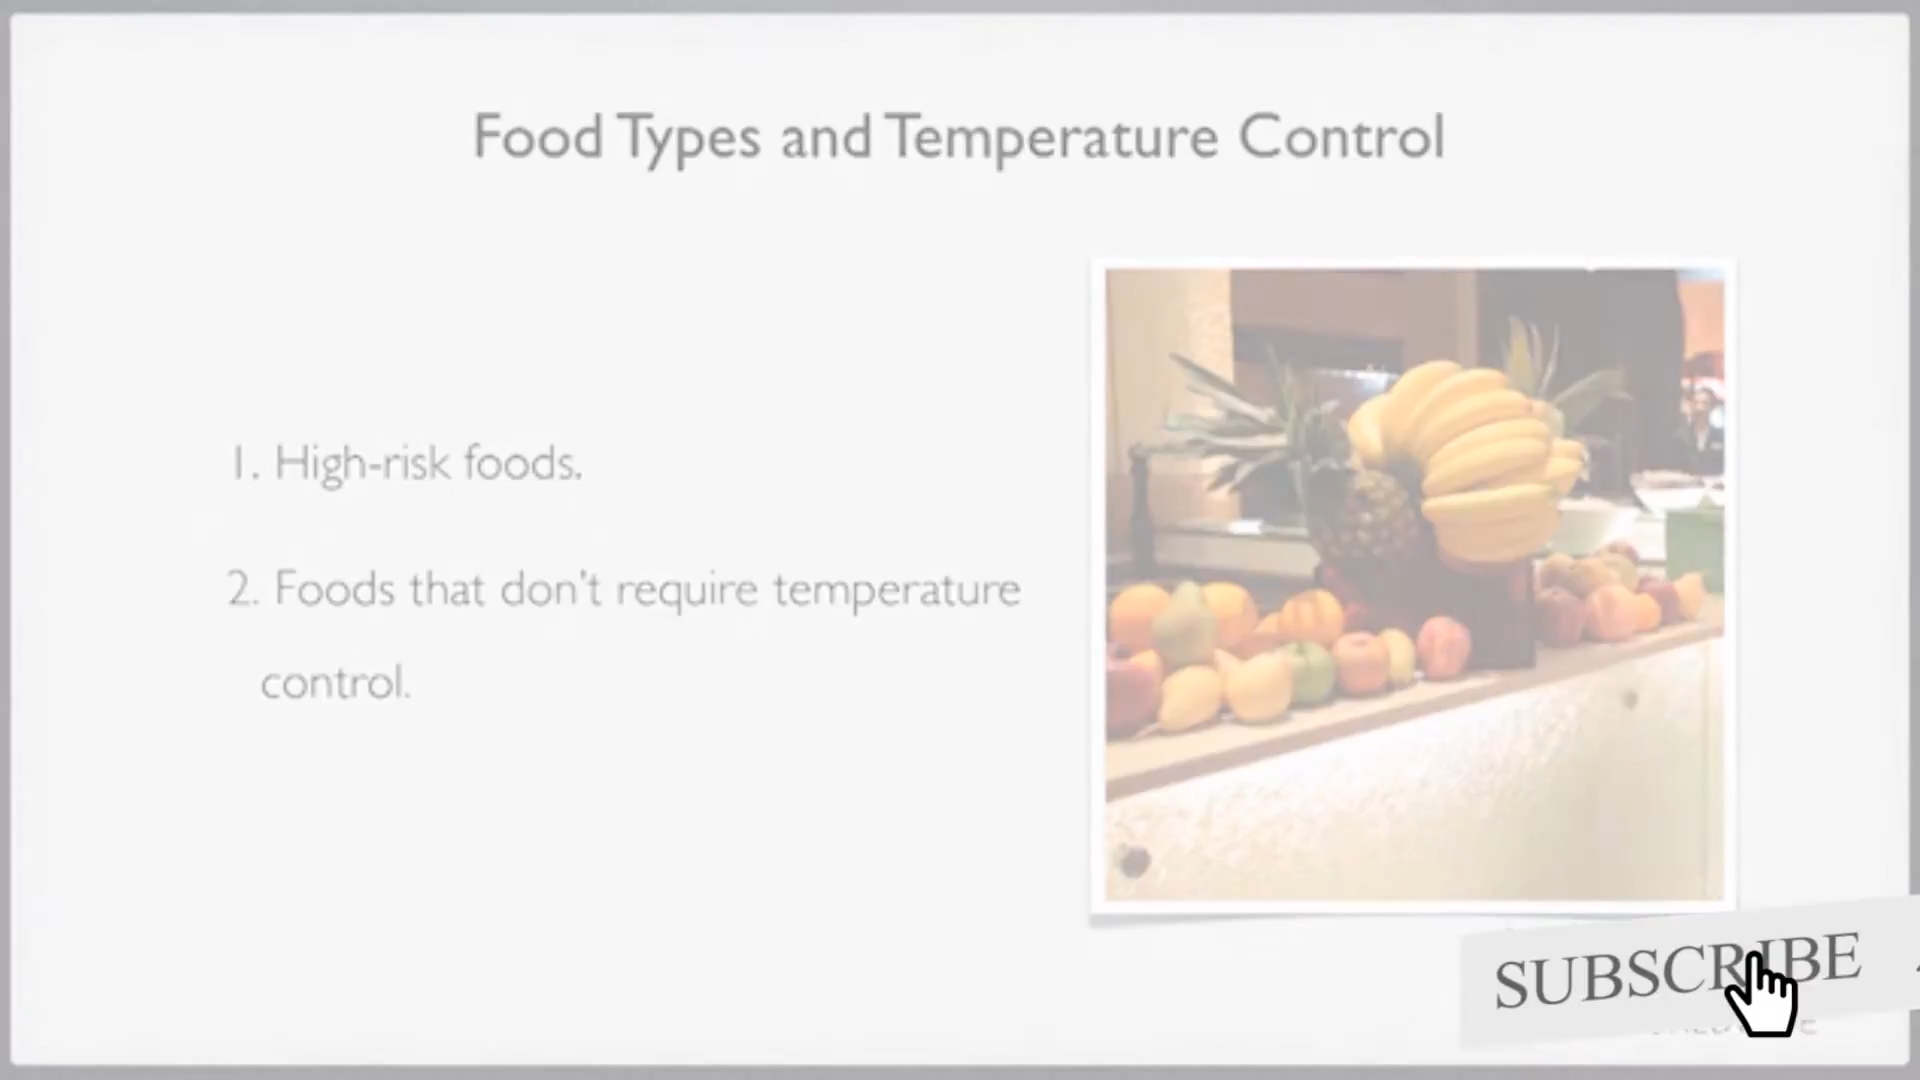 Food Types and Temperature Control
1. High-risk foods.
2. Foods that don't require temperature
control.
SUBSCRIBE